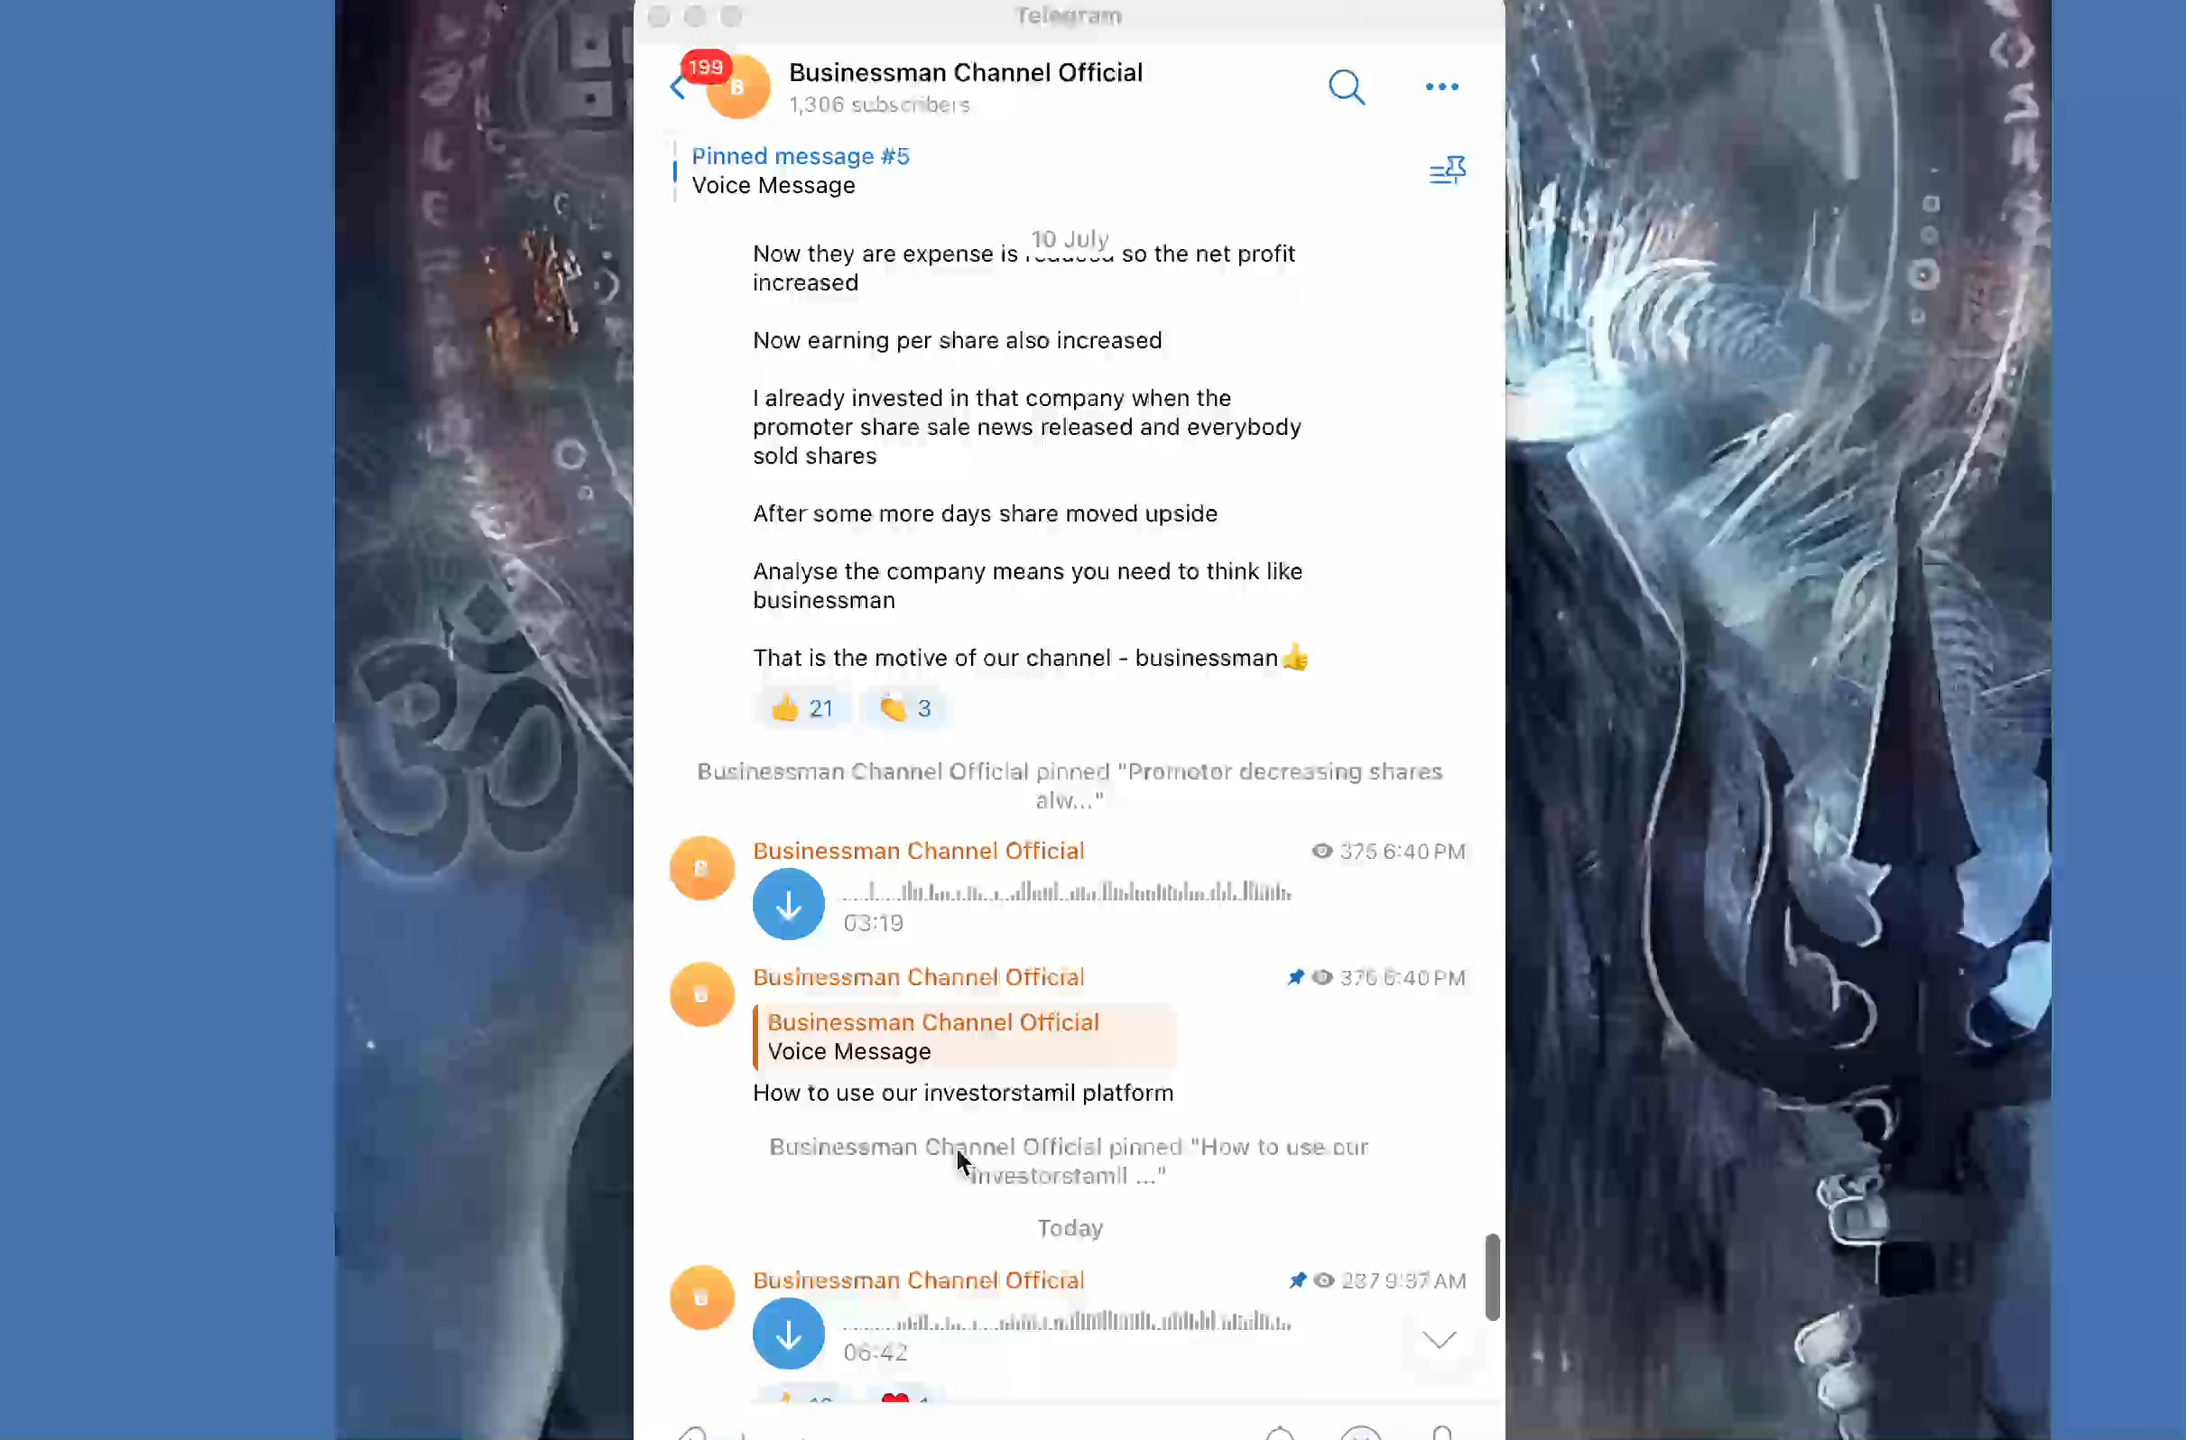 Telegram
199
B
Businessman Channel Official
1,306 subscribers
Pinned message #5
Voice Message
10 July
Now they are expense is so the net profit
increased
Now earning per share also increased
I already invested in that company when the
promoter share sale news released and everybody
sold shares
After some more days share moved upside
Analyse the company means you need to think like
businessman
That is the motive of our channel - businessman👍
👍 21 👏 3
Businessman Channel Official pinned "Promotor decreasing shares
alw..."
B
Businessman Channel Official
375 6:40 PM
03:19
B
Businessman Channel Official
376 6:40 PM
Businessman Channel Official
Voice Message
How to use our investorstamil platform
Businessman Channel Official pinned "How to use our
investorstamil ..."
Today
B
Businessman Channel Official
287 9:37 AM
06:42